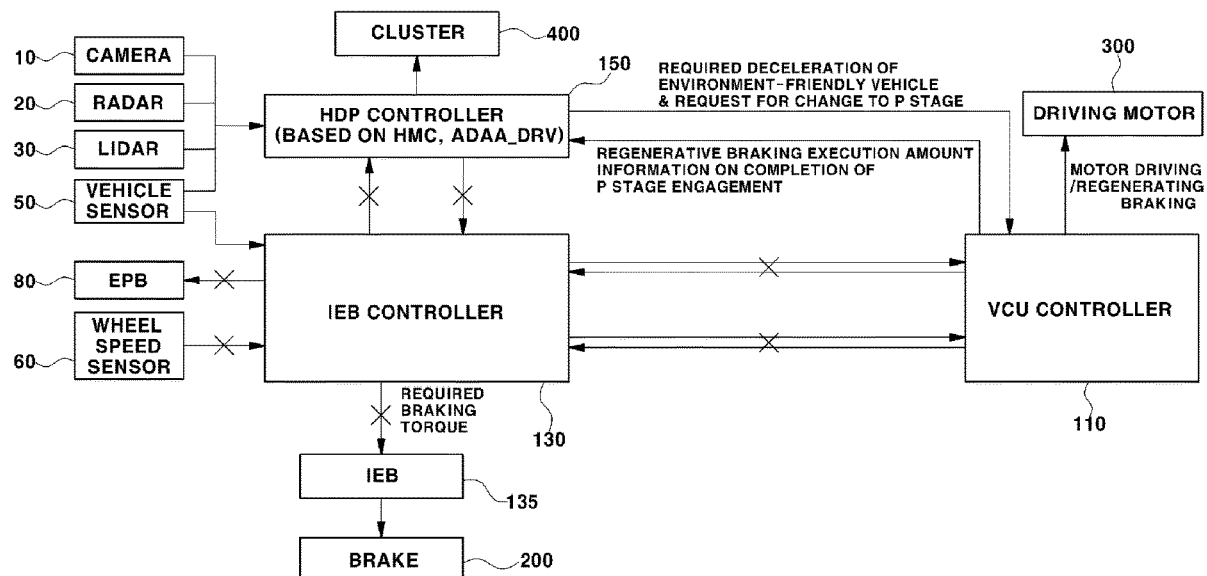 CLUSTER
400
10
CAMERA
20
RADAR
30
LIDAR
50
VEHICLE
SENSOR
150
HDP CONTROLLER
(BASED ON HMC, ADAA_DRV)
REQUIRED DECELERATION OF
ENVIRONMENT-FRIENDLY VEHICLE
& REQUEST FOR CHANGE TO P STAGE
REGENERATIVE BRAKING EXECUTION AMOUNT
INFORMATION ON COMPLETION OF
P STAGE ENGAGEMENT
300
DRIVING MOTOR
MOTOR DRIVING
/REGENERATING
BRAKING
80
EPB
60
WHEEL
SPEED
SENSOR
IEB CONTROLLER
130
VCU CONTROLLER
110
REQUIRED
BRAKING
TORQUE
IEB
135
BRAKE
200